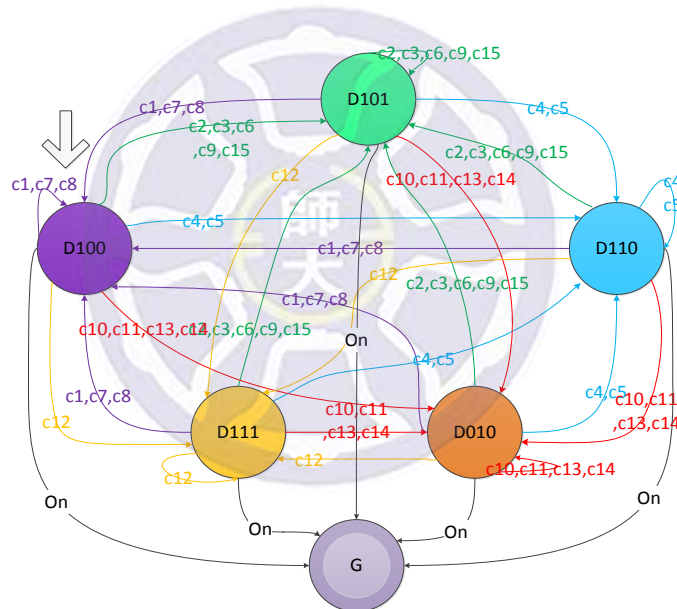 c2,c3,c6,c9,c15
D101
c1,c7,c8
c4,c5
c2,c3,c6
,c9,c15
c2,c3,c6,c9,c15
c12
c10,c11,c13,c14
c1,c7,c8
c4
c5
師
大
D100
c4,c5
c1,c7,c8
c12
D110
c1,c7,c8
c2,c3,c6,c9,c15
c10,c11,c13,c14
c2,c3,c6,c9,c15
On
c4,c5
c1,c7,c8
c10,c11
,c13,c14
c4,c5
c10,c11
,c13,c14
c12
D111
D010
c12
c12
c10,c11,c13,c14
On
On
On
On
G